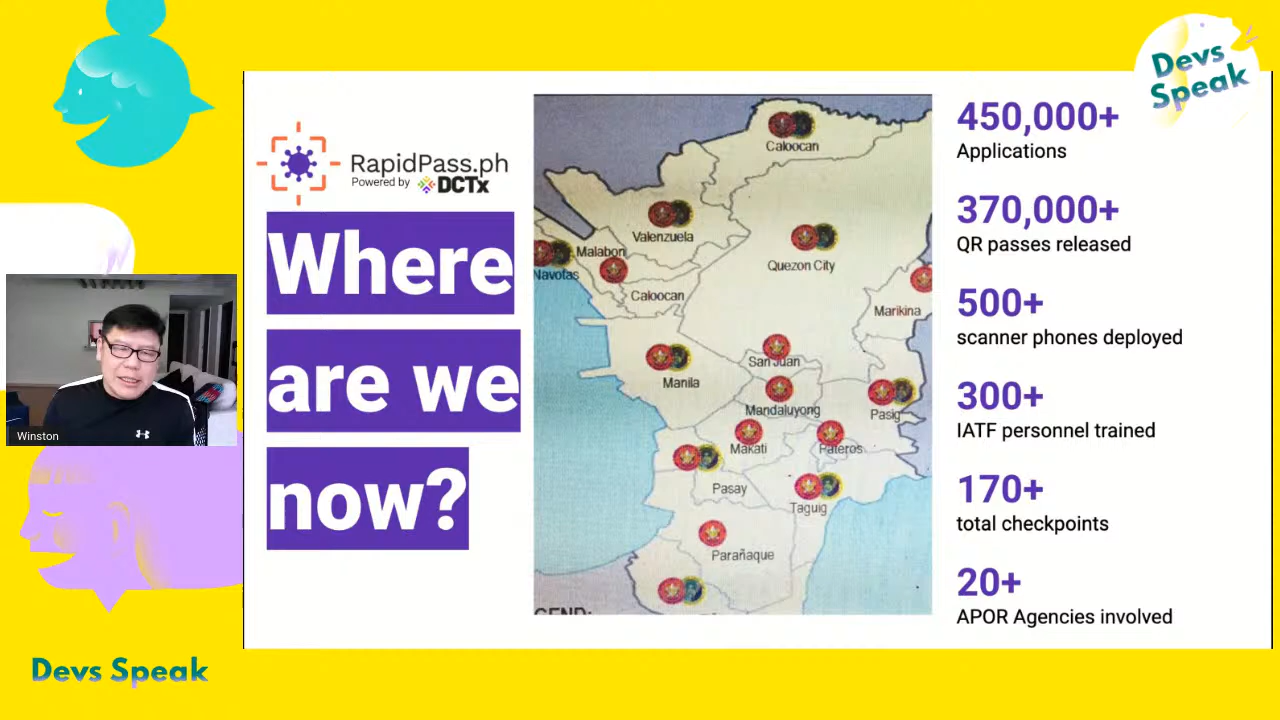 Devs
Speak
RapidPass.ph
Powered by DCTx
Where
are we
now?
Caloocan
Valenzuela
Malabon
Navotas
Quezon City
Caloocan
Marikina
San Juan
Manila
Mandaluyong
Pasig
Makati
Pateros
Pasay
Taguig
Parañaque
450,000+
Applications
370,000+
QR passes released
500+
scanner phones deployed
300+
IATF personnel trained
170+
total checkpoints
20+
APOR Agencies involved
Winston
Devs Speak